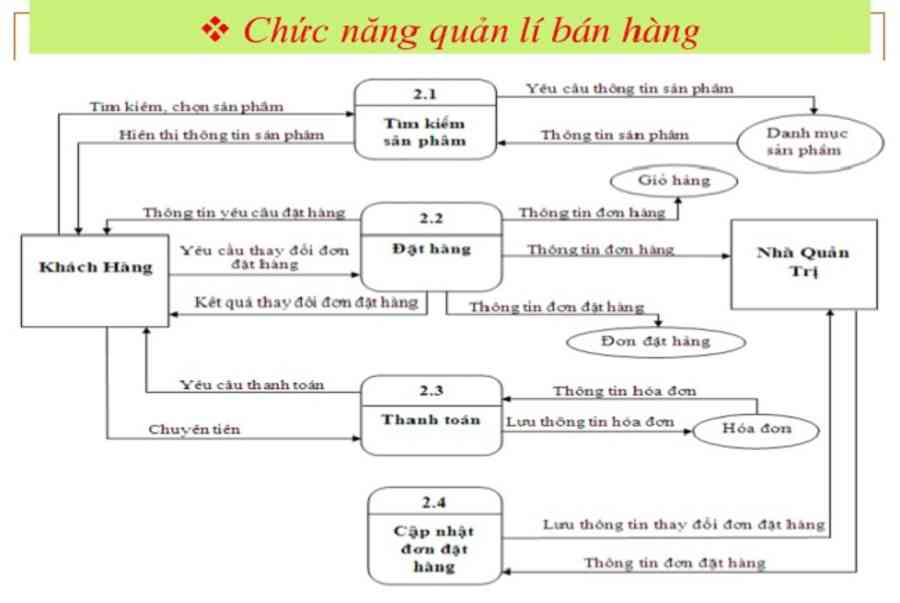 ❖ Chức năng quản lí bán hàng
2.1
Tìm kiếm
sản phẩm
Tìm kiếm, chọn sản phẩm
Hiển thị thông tin sản phẩm
Yêu cầu thông tin sản phẩm
Thông tin sản phẩm
Danh mục
sản phẩm
Giỏ hàng
Thông tin yêu cầu đặt hàng
2.2
Đặt hàng
Thông tin đơn hàng
Thông tin đơn hàng
Nhà Quản
Trị
Khách Hàng
Yêu cầu thay đổi đơn
đặt hàng
Kết quả thay đổi đơn đặt hàng
Thông tin đơn đặt hàng
Đơn đặt hàng
Yêu cầu thanh toán
2.3
Thanh toán
Thông tin hóa đơn
Lưu thông tin hóa đơn
Hóa đơn
Chuyển tiền
2.4
Cập nhật
đơn đặt
hàng
Lưu thông tin thay đổi đơn đặt hàng
Thông tin đơn đặt hàng